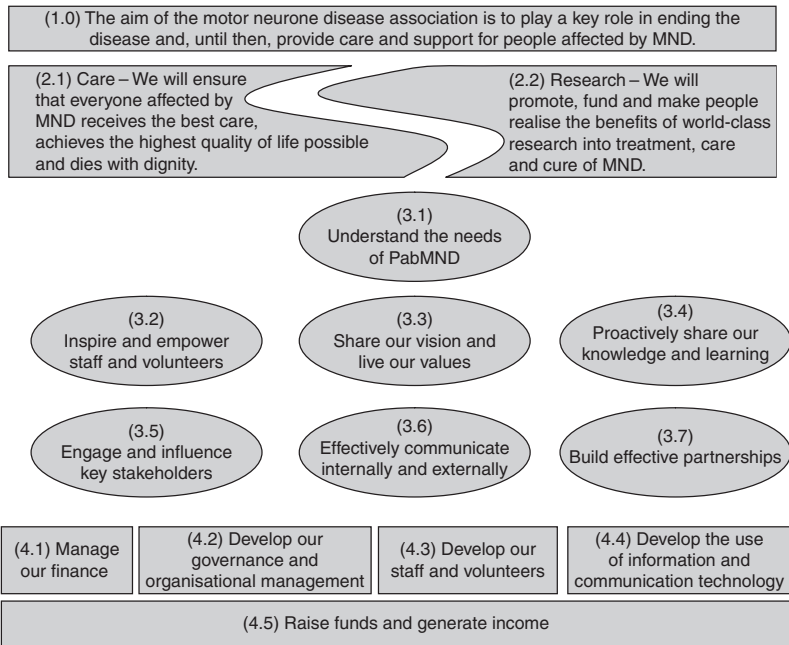 (1.0) The aim of the motor neurone disease association is to play a key role in ending the
disease and, until then, provide care and support for people affected by MND.
(2.1) Care – We will ensure
that everyone affected by
MND receives the best care,
achieves the highest quality of life possible
and dies with dignity.
(2.2) Research – We will
promote, fund and make people
realise the benefits of world-class
research into treatment, care
and cure of MND.
(3.1)
Understand the needs
of PabMND
(3.2)
Inspire and empower
staff and volunteers
(3.3)
Share our vision and
live our values
(3.4)
Proactively share our
knowledge and learning
(3.5)
Engage and influence
key stakeholders
(3.6)
Effectively communicate
internally and externally
(3.7)
Build effective partnerships
(4.1) Manage
our finance
(4.2) Develop our
governance and
organisational management
(4.3) Develop our
staff and volunteers
(4.4) Develop the use
of information and
communication technology
(4.5) Raise funds and generate income